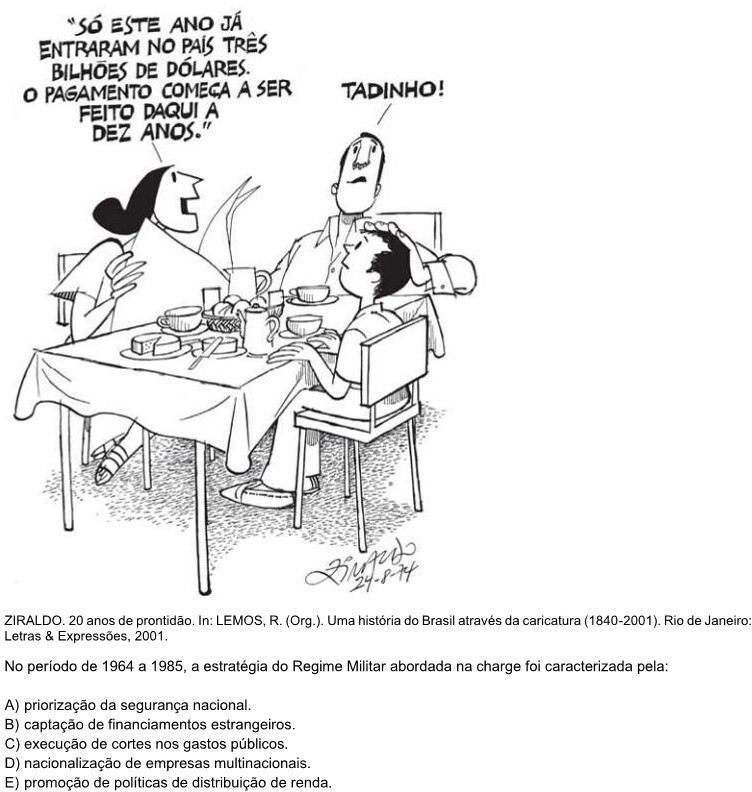 "SÓ ESTE ANO JÁ
ENTRARAM NO PAÍS TRÊS
BILHÕES DE DÓLARES.
O PAGAMENTO COMEÇA A SER
FEITO DAQUI A
DEZ ANOS."
TADINHO!
ZIRALDO
24-8-74
ZIRALDO. 20 anos de prontidão. In: LEMOS, R. (Org.). Uma história do Brasil através da caricatura (1840-2001). Rio de Janeiro:
Letras & Expressões, 2001.
No período de 1964 a 1985, a estratégia do Regime Militar abordada na charge foi caracterizada pela:
A) priorização da segurança nacional.
B) captação de financiamentos estrangeiros.
C) execução de cortes nos gastos públicos.
D) nacionalização de empresas multinacionais.
E) promoção de políticas de distribuição de renda.